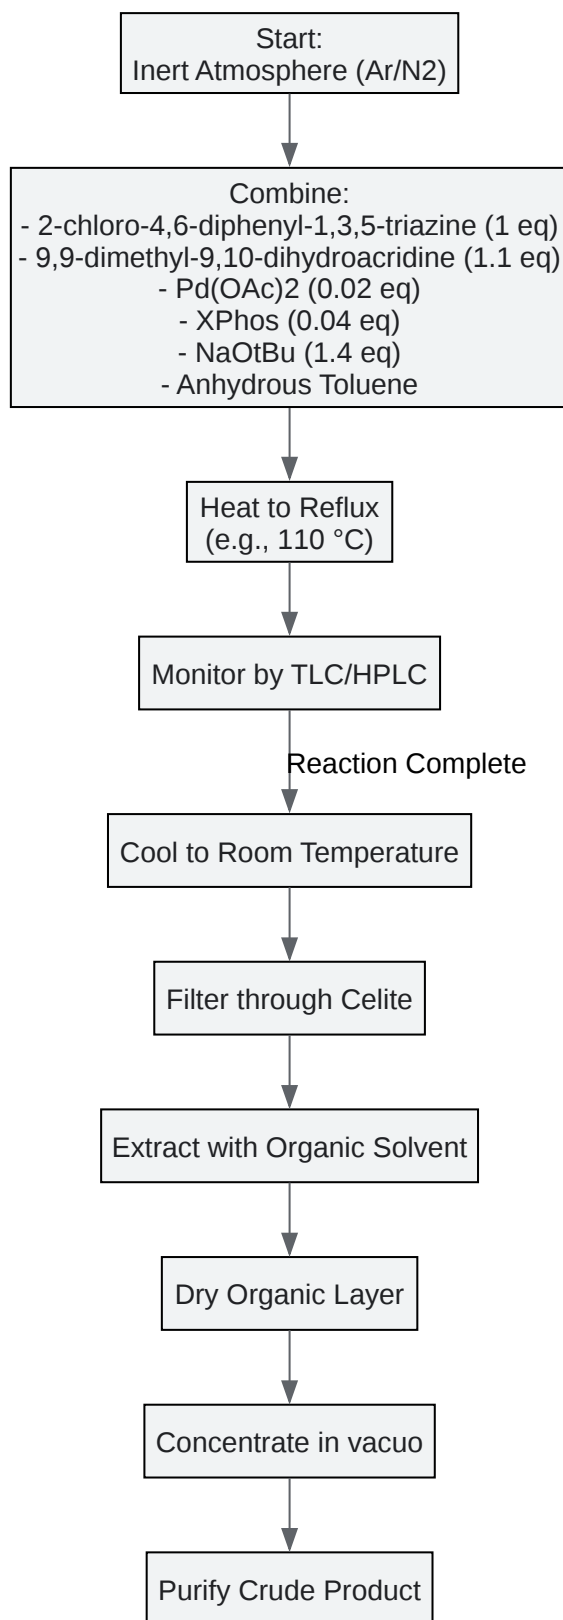 Start:
Inert Atmosphere (Ar/N2)
Combine:
- 2-chloro-4,6-diphenyl-1,3,5-triazine (1 eq)
- 9,9-dimethyl-9,10-dihydroacridine (1.1 eq)
- Pd(OAc)2 (0.02 eq)
- XPhos (0.04 eq)
- NaOtBu (1.4 eq)
- Anhydrous Toluene
Heat to Reflux
(e.g., 110 °C)
Monitor by TLC/HPLC
Reaction Complete
Cool to Room Temperature
Filter through Celite
Extract with Organic Solvent
Dry Organic Layer
Concentrate in vacuo
Purify Crude Product